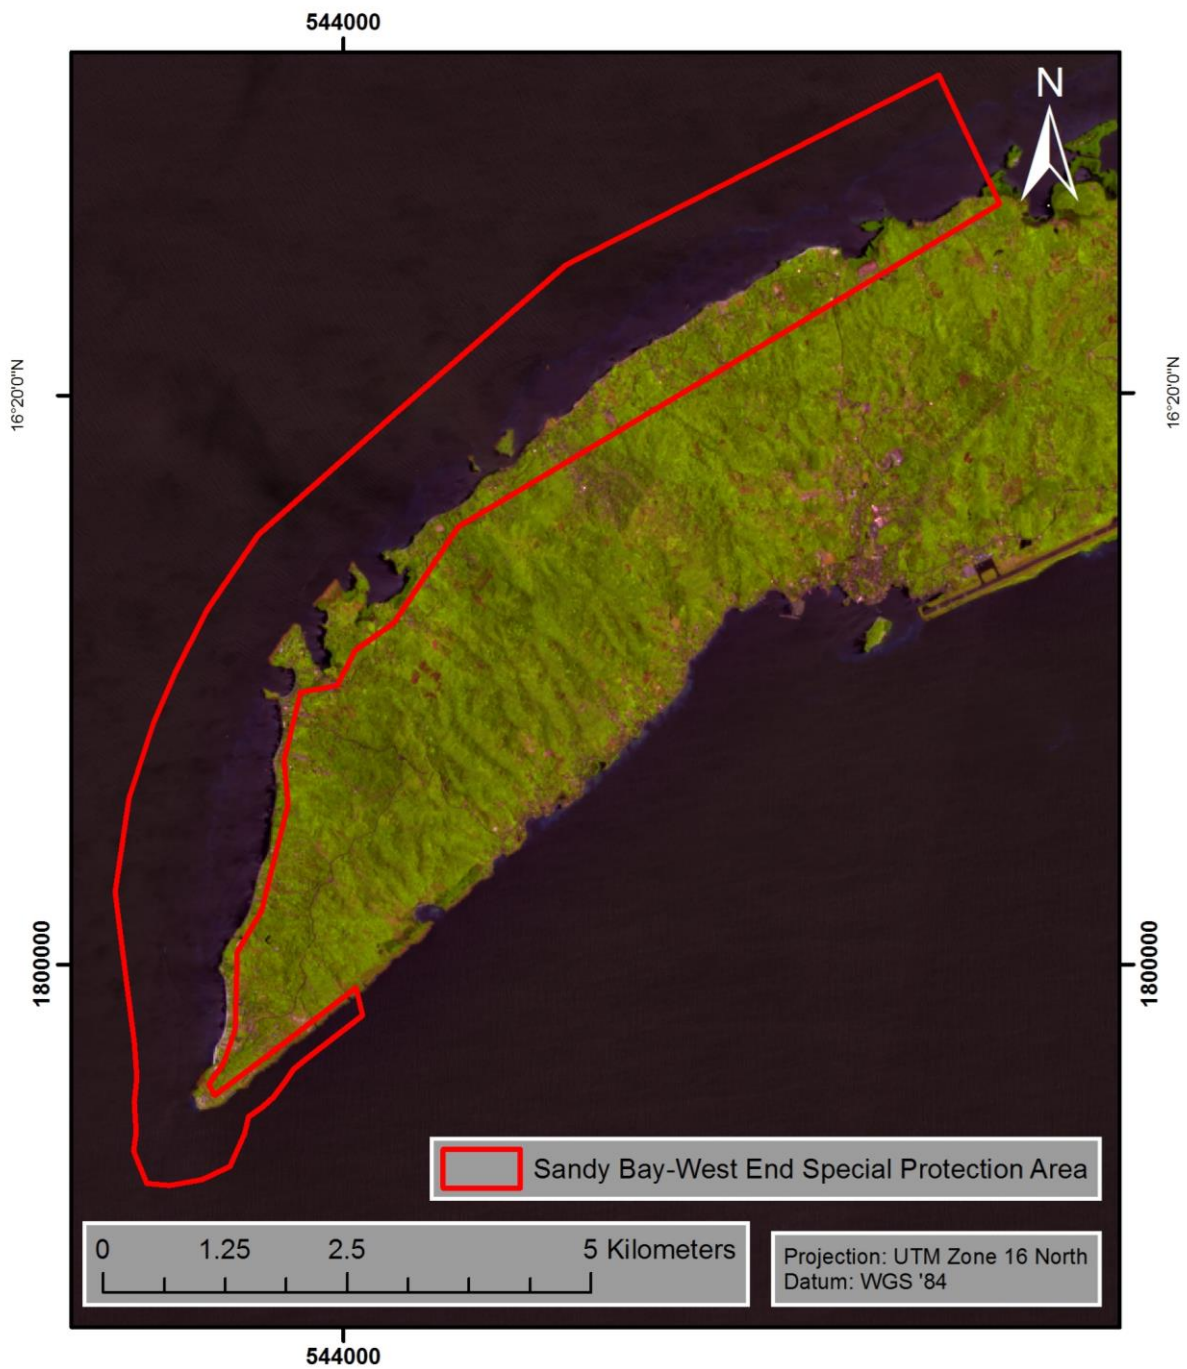 544000
N
16°20'0"N
16°20'0"N
1800000
1800000
Sandy Bay-West End Special Protection Area
0 1.25 2.5 5 Kilometers
Projection: UTM Zone 16 North
Datum: WGS '84
544000